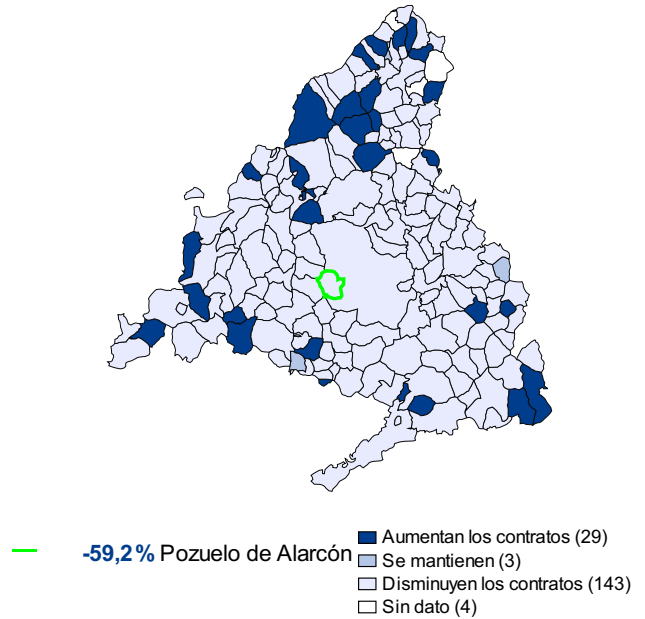 -59,2% Pozuelo de Alarcón
Aumentan los contratos (29)
Se mantienen (3)
Disminuyen los contratos (143)
Sin dato (4)